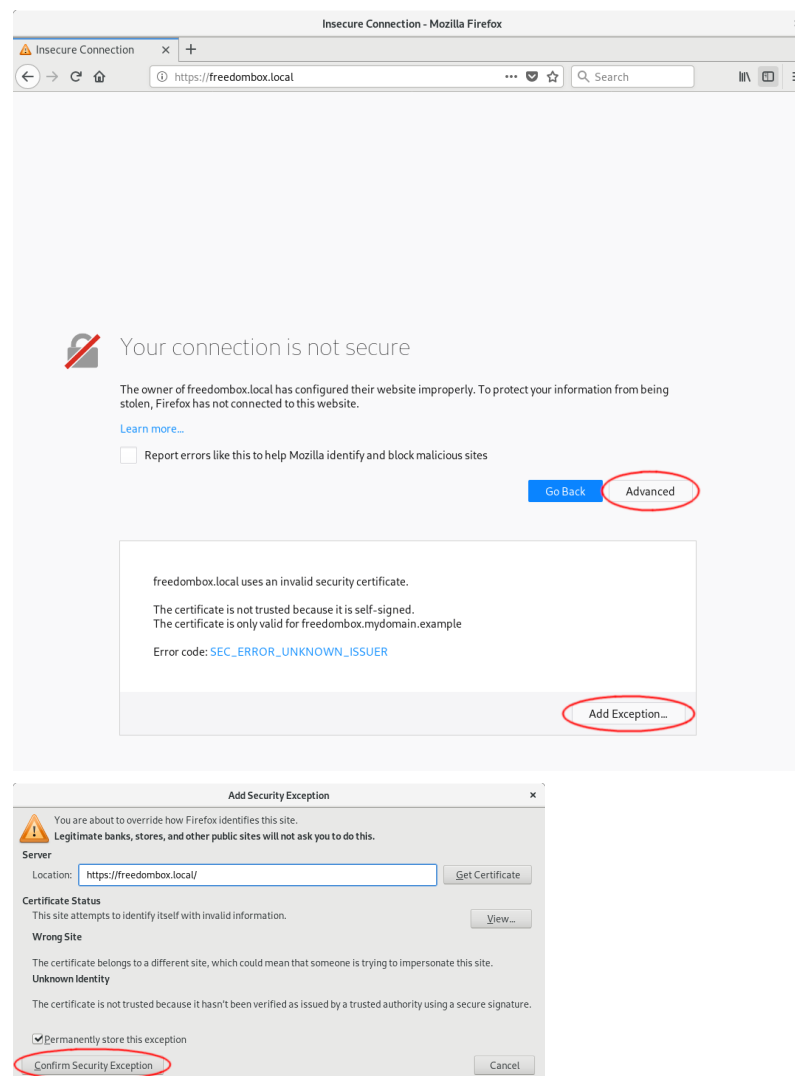 Insecure Connection - Mozilla Firefox
Insecure Connection
https://freedombox.local
Search
Your connection is not secure
The owner of freedombox.local has configured their website improperly. To protect your information from being
stolen, Firefox has not connected to this website.
Learn more...
Report errors like this to help Mozilla identify and block malicious sites
Go Back Advanced
freedombox.local uses an invalid security certificate.
The certificate is not trusted because it is self-signed.
The certificate is only valid for freedombox.mydomain.example
Error code: SEC_ERROR_UNKNOWN_ISSUER
Add Exception...
Add Security Exception
You are about to override how Firefox identifies this site.
Legitimate banks, stores, and other public sites will not ask you to do this.
Server
Location: https://freedombox.local/ Get Certificate
Certificate Status
This site attempts to identify itself with invalid information.
View...
Wrong Site
The certificate belongs to a different site, which could mean that someone is trying to impersonate this site.
Unknown Identity
The certificate is not trusted because it hasn't been verified as issued by a trusted authority using a secure signature.
Permanently store this exception
Confirm Security Exception Cancel